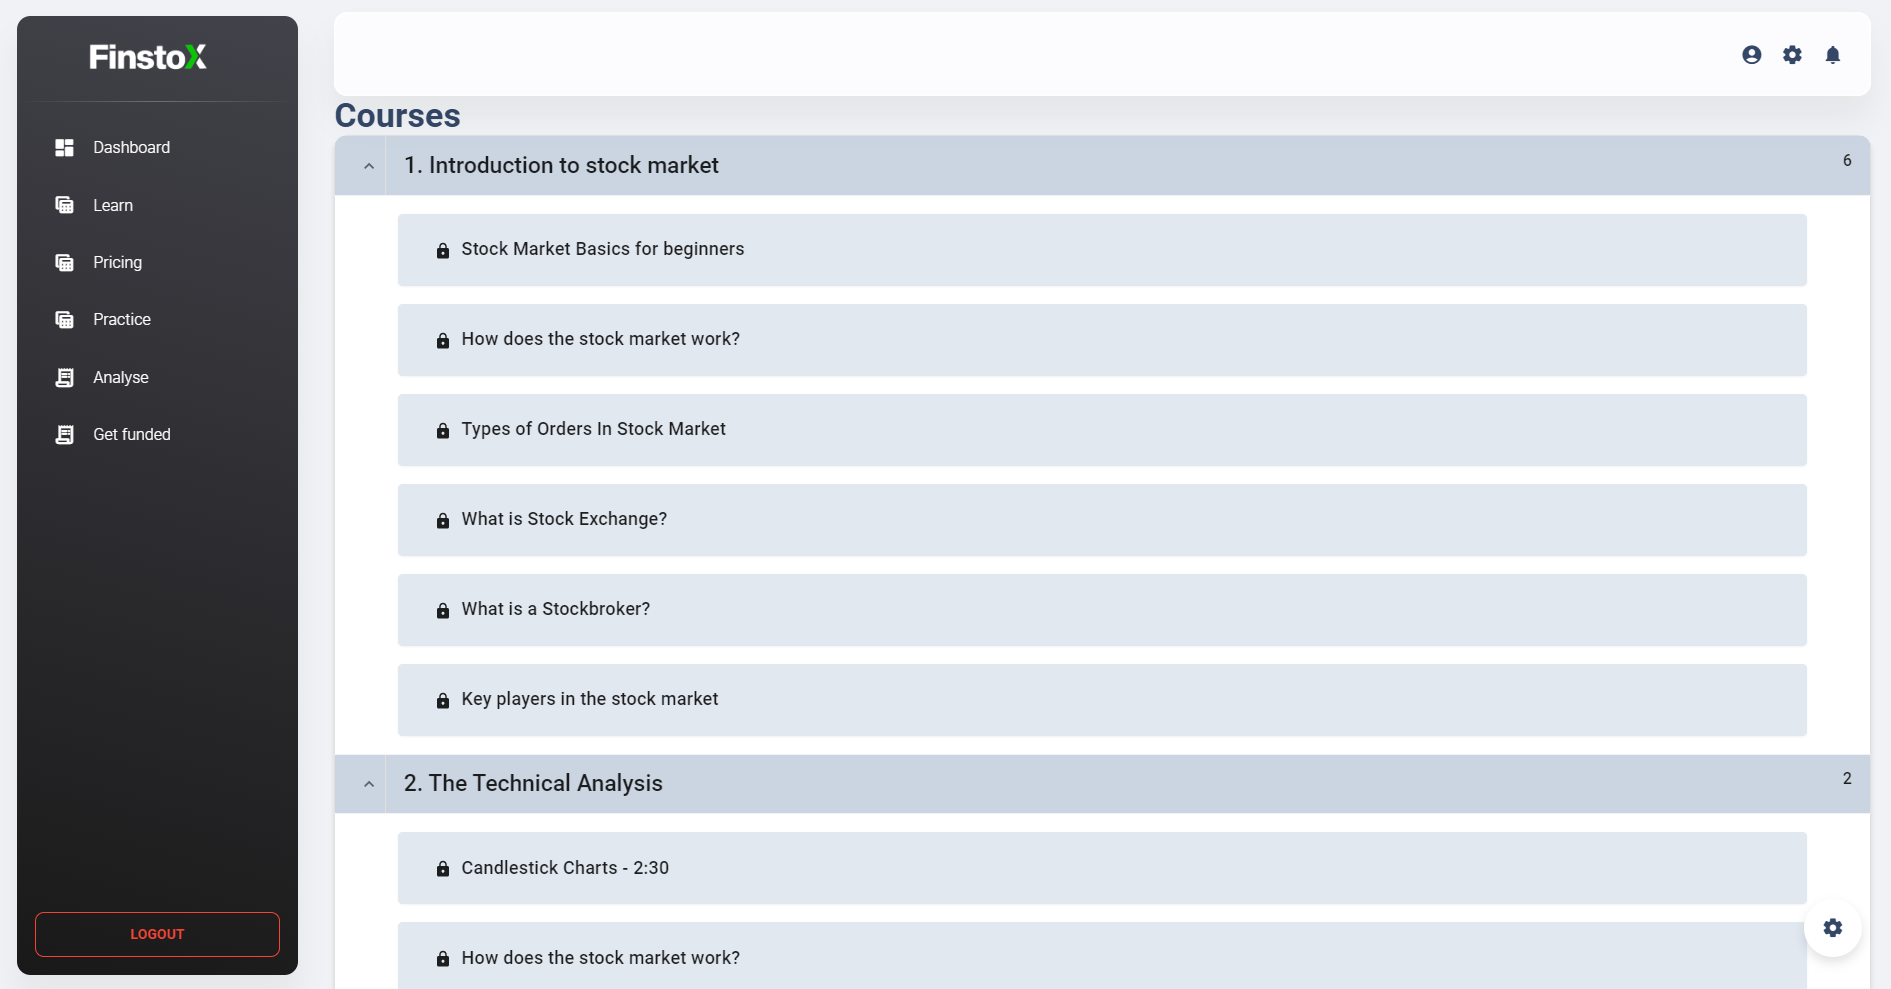 FinstoX
Dashboard
Learn
Pricing
Practice
Analyse
Get funded
LOGOUT
Courses
1. Introduction to stock market
6
Stock Market Basics for beginners
How does the stock market work?
Types of Orders In Stock Market
What is Stock Exchange?
What is a Stockbroker?
Key players in the stock market
2. The Technical Analysis
2
Candlestick Charts - 2:30
How does the stock market work?